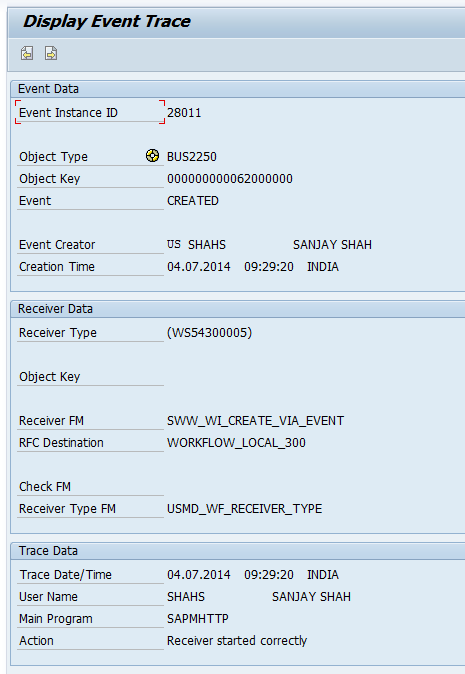 Display Event Trace
Event Data
Event Instance ID 28011
Object Type BUS2250
Object Key 000000000062000000
Event CREATED
Event Creator US SHAHS SANJAY SHAH
Creation Time 04.07.2014 09:29:20 INDIA
Receiver Data
Receiver Type (WS54300005)
Object Key
Receiver FM SWW_WI_CREATE_VIA_EVENT
RFC Destination WORKFLOW_LOCAL_300
Check FM
Receiver Type FM USMD_WF_RECEIVER_TYPE
Trace Data
Trace Date/Time 04.07.2014 09:29:20 INDIA
User Name SHAHS SANJAY SHAH
Main Program SAPMHTTP
Action Receiver started correctly